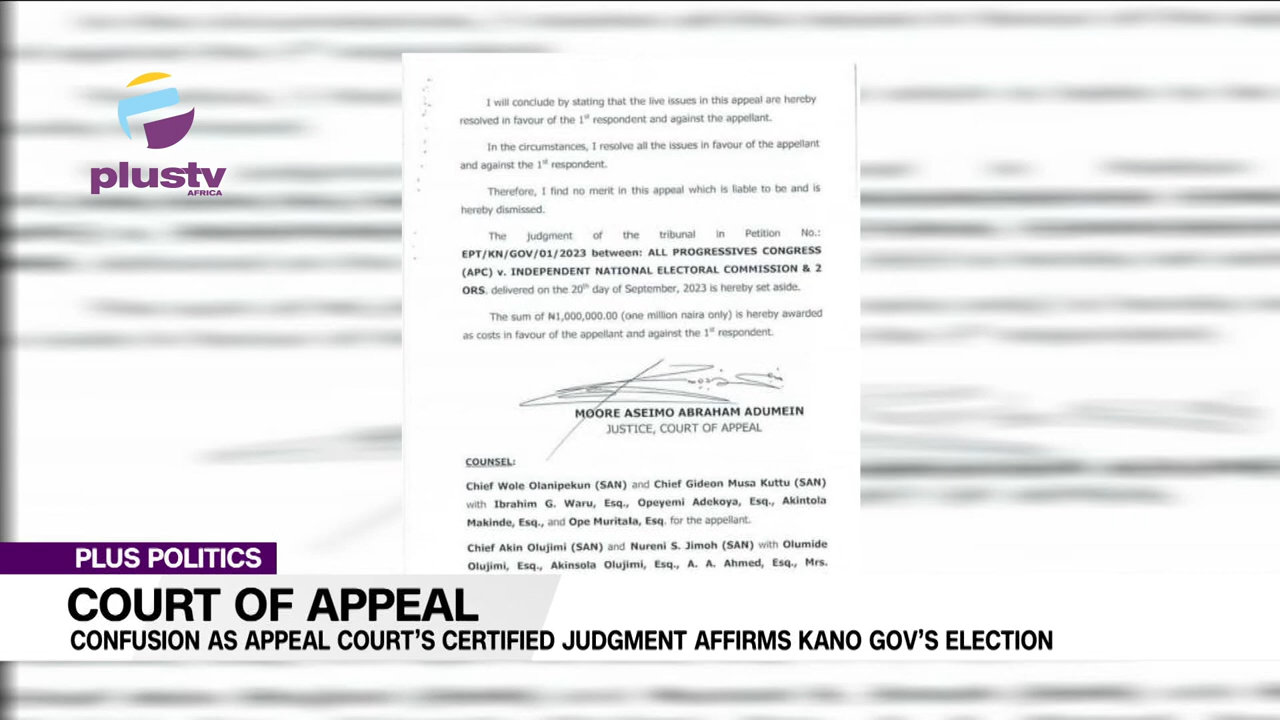 plustv
AFRICA
I will conclude by stating that the live issues in this appeal are hereby
resolved in favour of the 1st respondent and against the appellant.
In the circumstances, I resolve all the issues in favour of the appellant
and against the 1st respondent.
Therefore, I find no merit in this appeal which is liable to be and is
hereby dismissed.
The judgment of the tribunal in Petition No.:
EPT/KN/GOV/01/2023 between: ALL PROGRESSIVES CONGRESS
(APC) v. INDEPENDENT NATIONAL ELECTORAL COMMISSION & 2
ORS. delivered on the 20th day of September, 2023 is hereby set aside.
The sum of ₦1,000,000.00 (one million naira only) is hereby awarded
as costs in favour of the appellant and against the 1st respondent.
MOORE ASEIMO ABRAHAM ADUMEIN
JUSTICE, COURT OF APPEAL
COUNSEL:
Chief Wole Olanipekun (SAN) and Chief Gideon Musa Kuttu (SAN)
with Ibrahim G. Waru, Esq., Opeyemi Adekoya, Esq., Akintola
Makinde, Esq., and Ope Muritala, Esq. for the appellant.
Chief Akin Olujimi (SAN) and Nureni S. Jimoh (SAN) with Olumide
Olujimi, Esq., Akinsola Olujimi, Esq., A. A. Ahmed, Esq., Mrs.
PLUS POLITICS
COURT OF APPEAL
CONFUSION AS APPEAL COURT'S CERTIFIED JUDGMENT AFFIRMS KANO GOV'S ELECTION